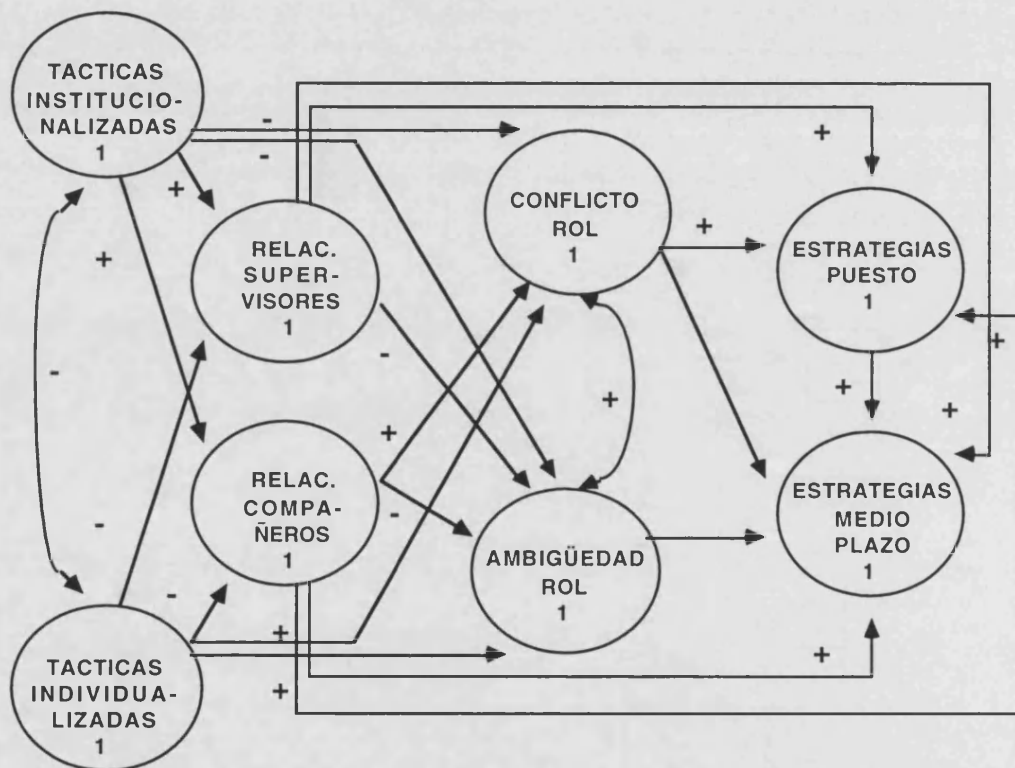 TACTICAS
INSTITUCIO-
NALIZADAS
1
RELAC.
SUPER-
VISORES
1
RELAC.
COMPA-
ÑEROS
1
TACTICAS
INDIVIDUA-
LIZADAS
1
CONFLICTO
ROL
1
AMBIGÜEDAD
ROL
1
ESTRATEGIAS
PUESTO
1
ESTRATEGIAS
MEDIO
PLAZO
1
-
-
+
+
-
-
-
+
+
-
-
+
+
+
+
+
+
+
+